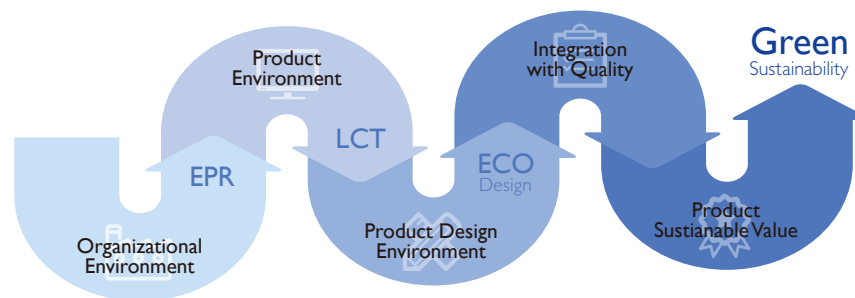 Organizational
Environment
EPR
Product
Environment
LCT
Product Design
Environment
ECO
Design
Integration
with Quality
Product
Sustianable Value
Green
Sustainability